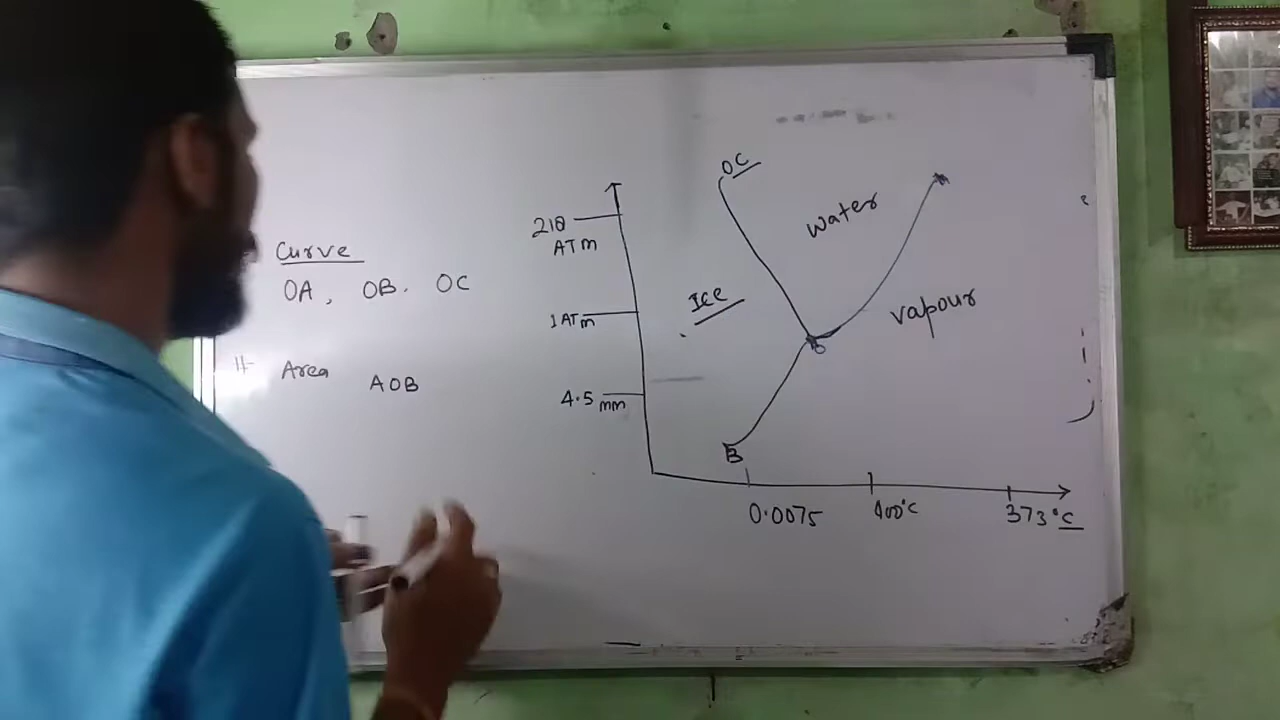 Curve
OA, OB. OC
# Area AOB
OC
Water
Ice
vapour
O
B
218
ATM
1 ATM
4.5 mm
0.0075
100°C
373°C